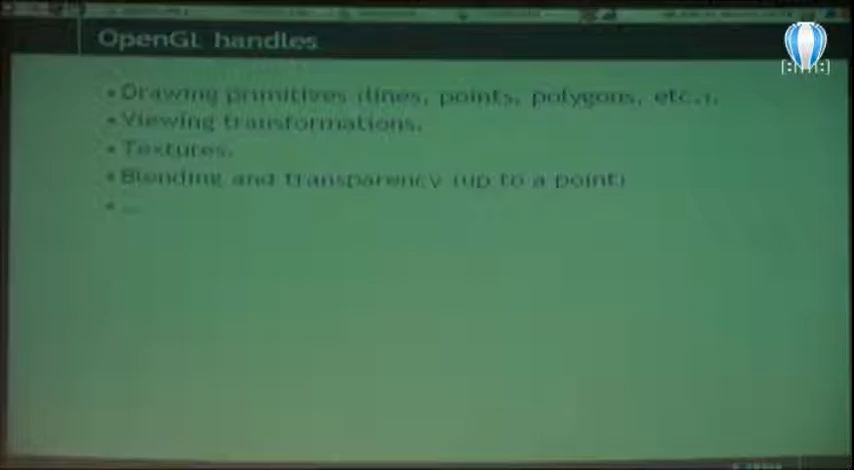 OpenGL handles
• Drawing primitives (lines, points, polygons, etc.).
• Viewing transformations.
• Textures.
• Blending and transparency (up to a point)
• ...